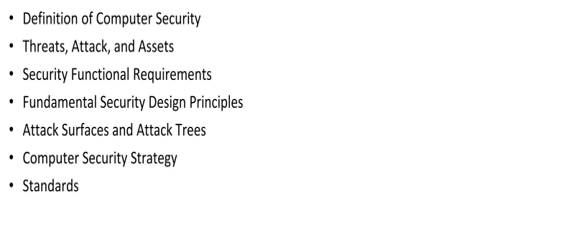 • Definition of Computer Security
• Threats, Attack, and Assets
• Security Functional Requirements
• Fundamental Security Design Principles
• Attack Surfaces and Attack Trees
• Computer Security Strategy
• Standards